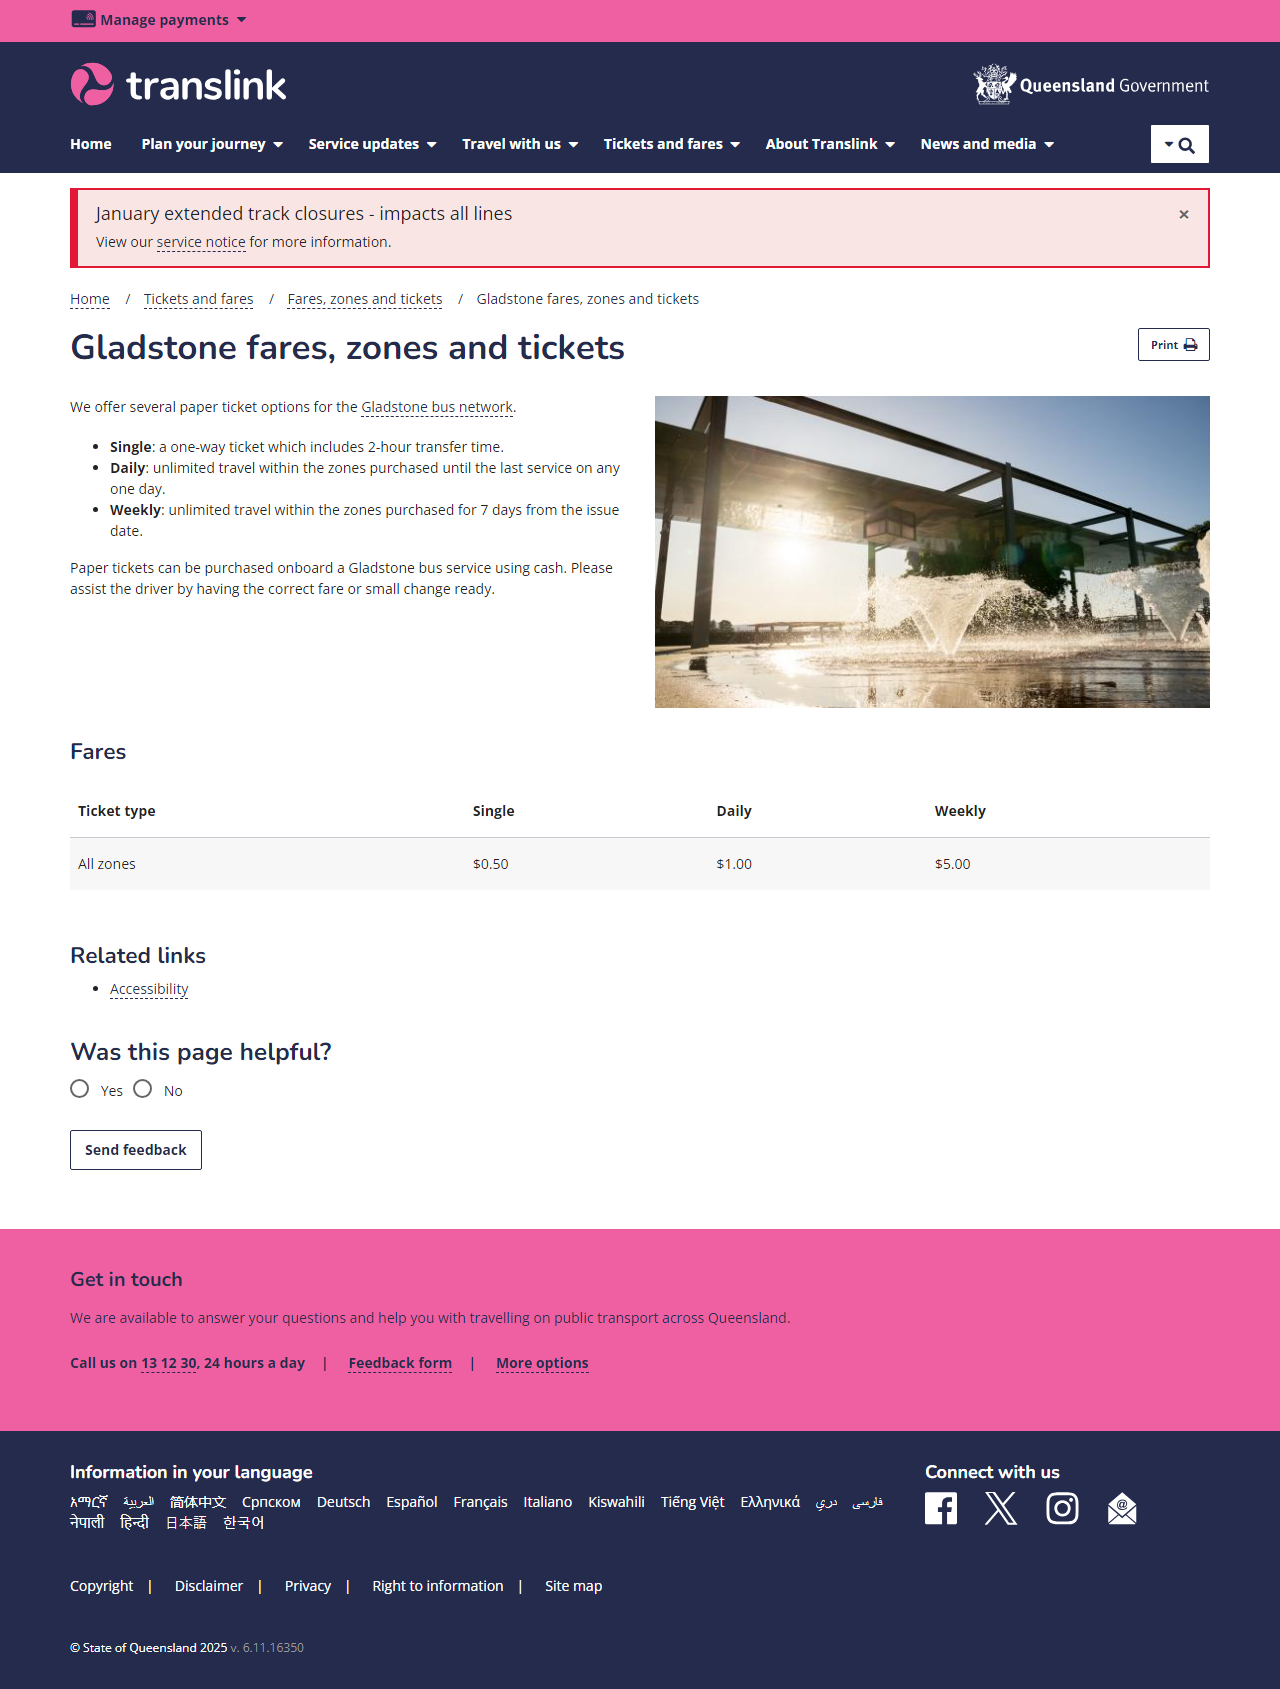 Manage payments
translink
Queensland Government
Home Plan your journey Service updates Travel with us Tickets and fares About Translink News and media
January extended track closures - impacts all lines ×
View our service notice for more information.
Home / Tickets and fares / Fares, zones and tickets / Gladstone fares, zones and tickets
Gladstone fares, zones and tickets
Print
We offer several paper ticket options for the Gladstone bus network.
• Single: a one-way ticket which includes 2-hour transfer time.
• Daily: unlimited travel within the zones purchased until the last service on any
one day.
• Weekly: unlimited travel within the zones purchased for 7 days from the issue
date.
Paper tickets can be purchased onboard a Gladstone bus service using cash. Please
assist the driver by having the correct fare or small change ready.
Fares
Ticket type Single Daily Weekly
All zones $0.50 $1.00 $5.00
Related links
• Accessibility
Was this page helpful?
Yes No
Send feedback
Get in touch
We are available to answer your questions and help you with travelling on public transport across Queensland.
Call us on 13 12 30, 24 hours a day | Feedback form | More options
Information in your language
አማርኛ العربية 简体中文 Српском Deutsch Español Français Italiano Kiswahili Tiếng Việt Ελληνικά دري فارسی
नेपाली हिन्दी 日本語 한국어
Connect with us
Copyright | Disclaimer | Privacy | Right to information | Site map
© State of Queensland 2025 v. 6.11.16350